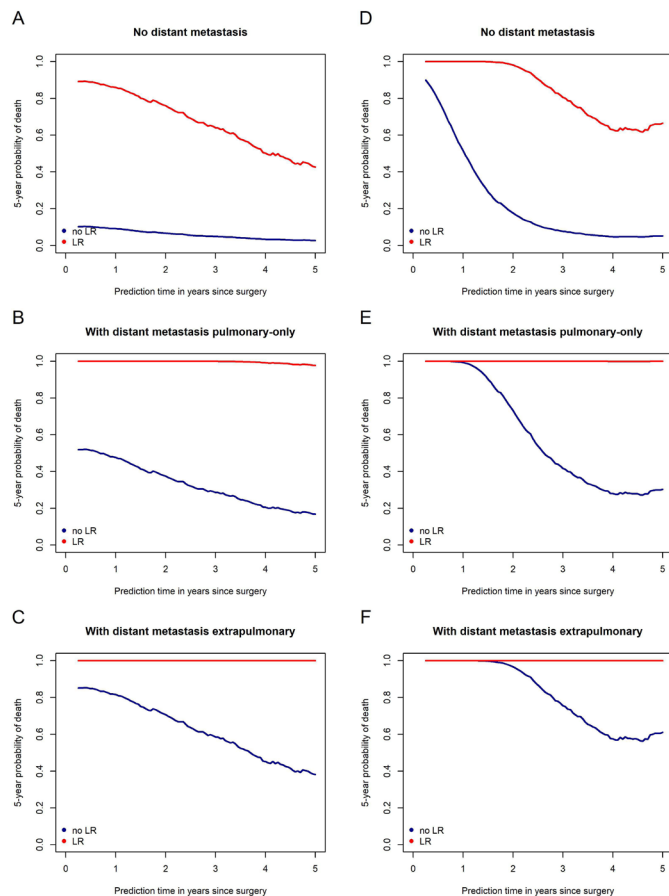 A
No distant metastasis
5-year probability of death
1.0
0.8
0.6
0.4
0.2
0.0
no LR
LR
0 1 2 3 4 5
Prediction time in years since surgery
D
No distant metastasis
5-year probability of death
1.0
0.8
0.6
0.4
0.2
0.0
no LR
LR
0 1 2 3 4 5
Prediction time in years since surgery
B
With distant metastasis pulmonary-only
5-year probability of death
1.0
0.8
0.6
0.4
0.2
0.0
no LR
LR
0 1 2 3 4 5
Prediction time in years since surgery
E
With distant metastasis pulmonary-only
5-year probability of death
1.0
0.8
0.6
0.4
0.2
0.0
no LR
LR
0 1 2 3 4 5
Prediction time in years since surgery
C
With distant metastasis extrapulmonary
5-year probability of death
1.0
0.8
0.6
0.4
0.2
0.0
no LR
LR
0 1 2 3 4 5
Prediction time in years since surgery
F
With distant metastasis extrapulmonary
5-year probability of death
1.0
0.8
0.6
0.4
0.2
0.0
no LR
LR
0 1 2 3 4 5
Prediction time in years since surgery